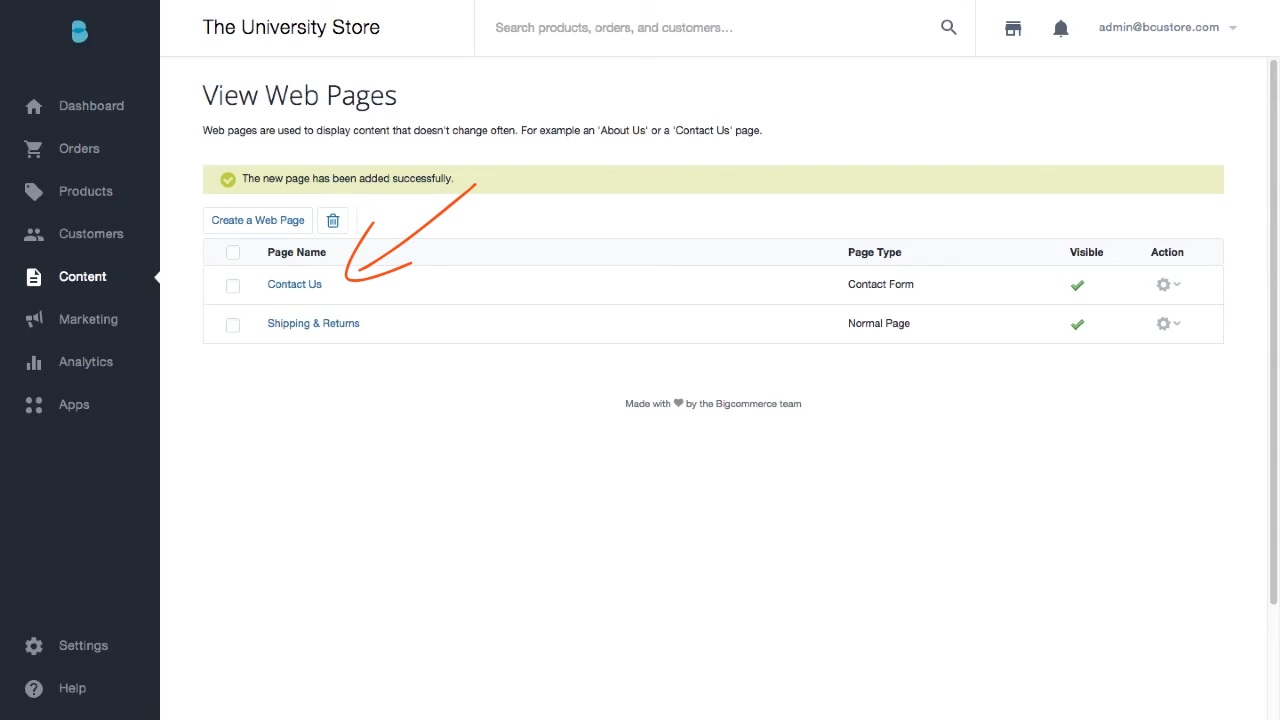 The University Store
Search products, orders, and customers...
admin@bcustore.com
Dashboard
Orders
Products
Customers
Content
Marketing
Analytics
Apps
Settings
Help
View Web Pages
Web pages are used to display content that doesn't change often. For example an 'About Us' or a 'Contact Us' page.
The new page has been added successfully.
Create a Web Page
Page Name Page Type Visible Action
Contact Us Contact Form
Shipping & Returns Normal Page
Made with ♥ by the Bigcommerce team